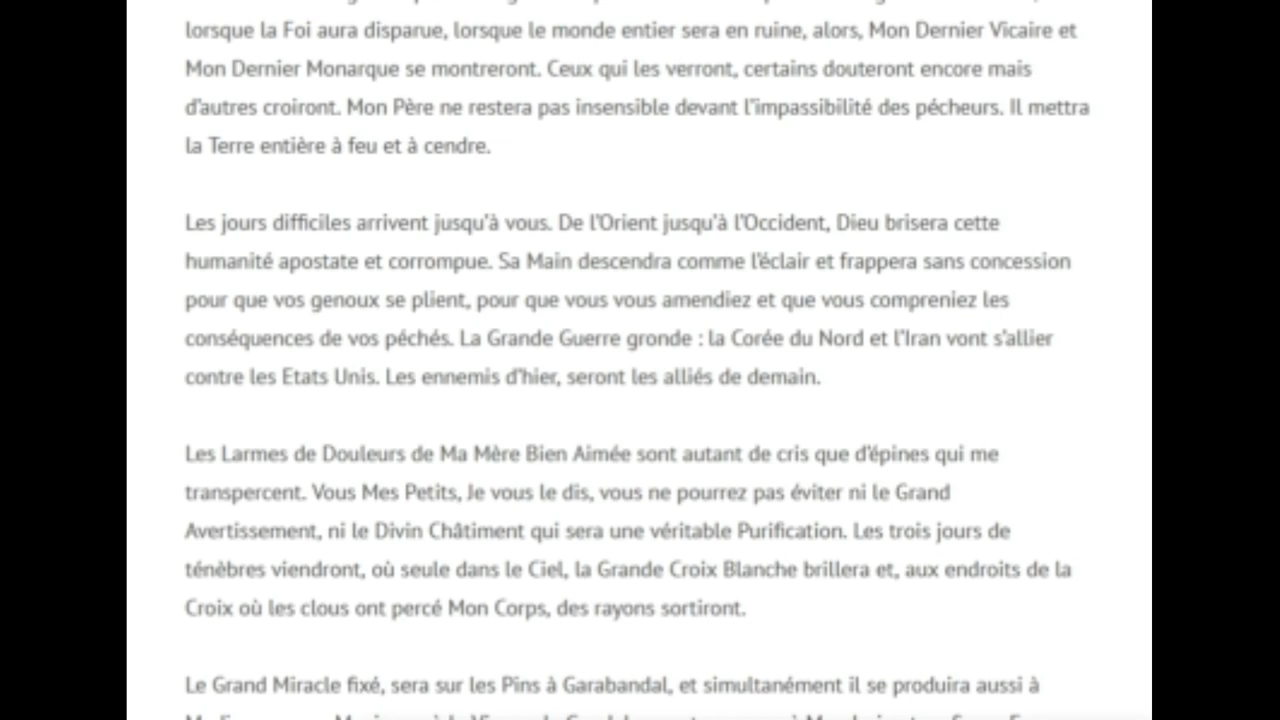 lorsque la Foi aura disparue, lorsque le monde entier sera en ruine, alors, Mon Dernier Vicaire et
Mon Dernier Monarque se montreront. Ceux qui les verront, certains douteront encore mais
d'autres croiront. Mon Père ne restera pas insensible devant l'impassibilité des pécheurs. Il mettra
la Terre entière à feu et à cendre.
Les jours difficiles arrivent jusqu'à vous. De l'Orient jusqu'à l'Occident, Dieu brisera cette
humanité apostate et corrompue. Sa Main descendra comme l'éclair et frappera sans concession
pour que vos genoux se plient, pour que vous vous amendiez et que vous compreniez les
conséquences de vos péchés. La Grande Guerre gronde : la Corée du Nord et l'Iran vont s'allier
contre les Etats Unis. Les ennemis d'hier, seront les alliés de demain.
Les Larmes de Douleurs de Ma Mère Bien Aimée sont autant de cris que d'épines qui me
transpercent. Vous Mes Petits, Je vous le dis, vous ne pourrez pas éviter ni le Grand
Avertissement, ni le Divin Châtiment qui sera une véritable Purification. Les trois jours de
ténèbres viendront, où seule dans le Ciel, la Grande Croix Blanche brillera et, aux endroits de la
Croix où les clous ont percé Mon Corps, des rayons sortiront.
Le Grand Miracle fixé, sera sur les Pins à Garabandal, et simultanément il se produira aussi à